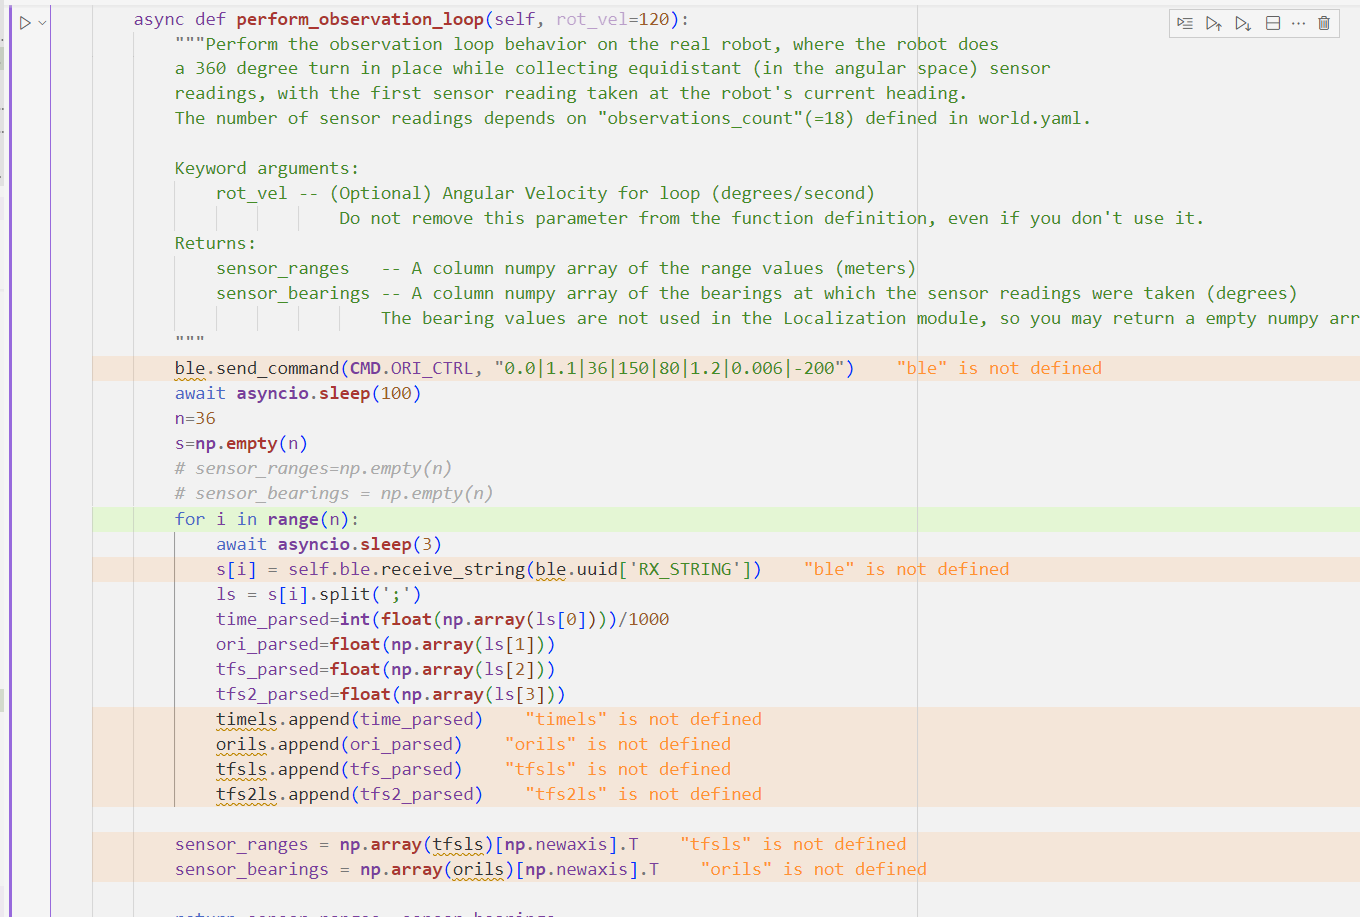 async def perform_observation_loop(self, rot_vel=120):
"""Perform the observation loop behavior on the real robot, where the robot does
a 360 degree turn in place while collecting equidistant (in the angular space) sensor
readings, with the first sensor reading taken at the robot's current heading.
The number of sensor readings depends on "observations_count"(=18) defined in world.yaml.
Keyword arguments:
rot_vel -- (Optional) Angular Velocity for loop (degrees/second)
Do not remove this parameter from the function definition, even if you don't use it.
Returns:
sensor_ranges   -- A column numpy array of the range values (meters)
sensor_bearings -- A column numpy array of the bearings at which the sensor readings were taken (degrees)
The bearing values are not used in the Localization module, so you may return a empty numpy arr
"""
ble.send_command(CMD.ORI_CTRL, "0.0|1.1|36|150|80|1.2|0.006|-200")    "ble" is not defined
await asyncio.sleep(100)
n=36
s=np.empty(n)
# sensor_ranges=np.empty(n)
# sensor_bearings = np.empty(n)
for i in range(n):
await asyncio.sleep(3)
s[i] = self.ble.receive_string(ble.uuid['RX_STRING'])    "ble" is not defined
ls = s[i].split(';')
time_parsed=int(float(np.array(ls[0])))/1000
ori_parsed=float(np.array(ls[1]))
tfs_parsed=float(np.array(ls[2]))
tfs2_parsed=float(np.array(ls[3]))
timels.append(time_parsed)    "timels" is not defined
orils.append(ori_parsed)    "orils" is not defined
tfsls.append(tfs_parsed)    "tfsls" is not defined
tfs2ls.append(tfs2_parsed)    "tfs2ls" is not defined
sensor_ranges = np.array(tfsls)[np.newaxis].T    "tfsls" is not defined
sensor_bearings = np.array(orils)[np.newaxis].T    "orils" is not defined